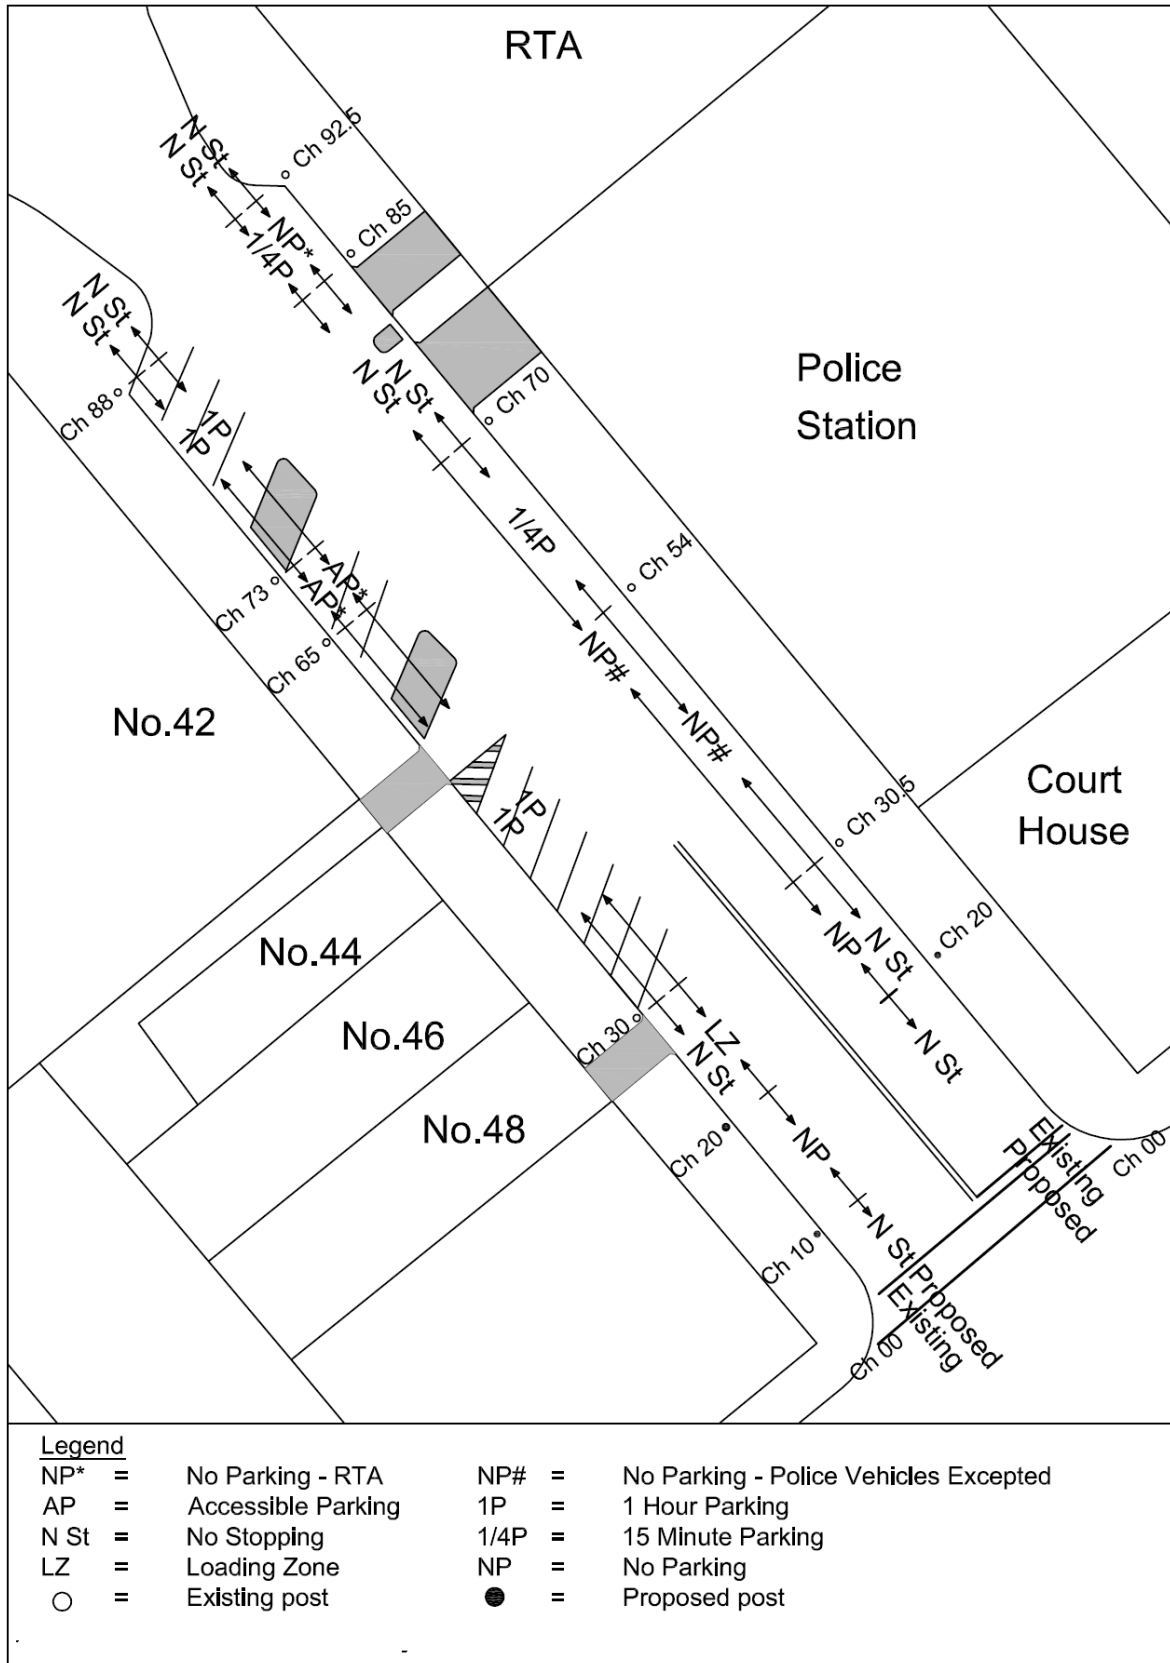 RTA
Ch 92.5
N St
N St
Ch 85
NP*
1/4P
N St
N St
Police
Station
N St
N St
Ch 70
Ch 88
1P
1P
1/4P
Ch 54
AP*
AP*
Ch 73
Ch 65
NP#
NP#
No.42
Court
House
Ch 30.5
1P
1P
NP
N St
Ch 20
No.44
No.46
LZ
N St
Ch 30
N St
No.48
Ch 20
NP
Existing
Proposed
Ch 00
Ch 10
N St
Proposed
Existing
Ch 00
Legend
NP* = No Parking - RTA NP# = No Parking - Police Vehicles Excepted
AP = Accessible Parking 1P = 1 Hour Parking
N St = No Stopping 1/4P = 15 Minute Parking
LZ = Loading Zone NP = No Parking
= Existing post = Proposed post